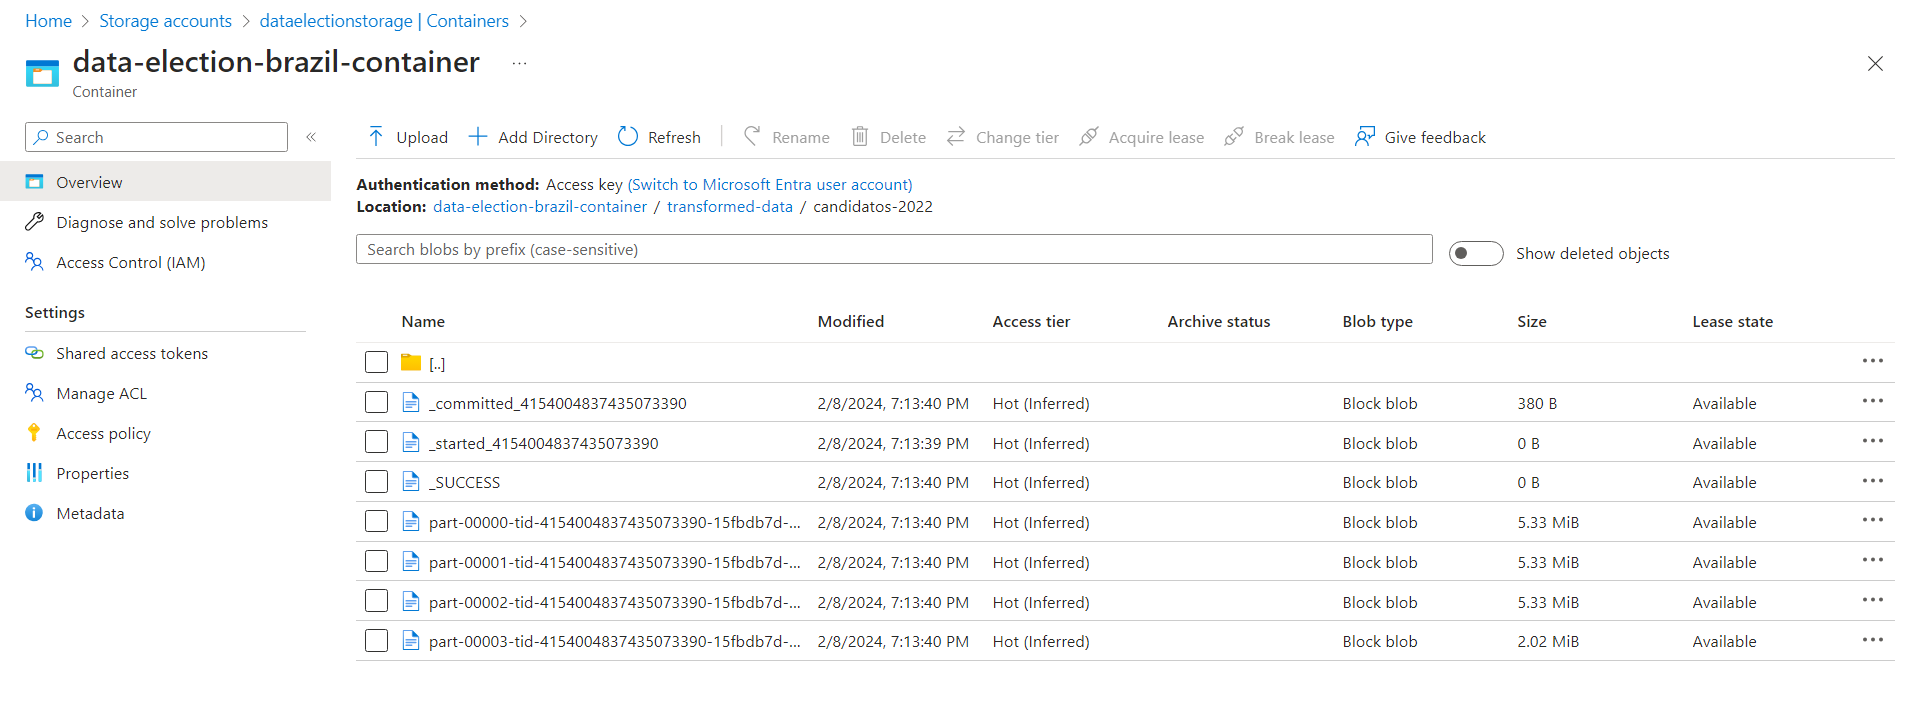 Home > Storage accounts > dataelectionstorage | Containers >
data-election-brazil-container ...
Container
Search «
Overview
Diagnose and solve problems
Access Control (IAM)
Settings
Shared access tokens
Manage ACL
Access policy
Properties
Metadata
Upload Add Directory Refresh Rename Delete Change tier Acquire lease Break lease Give feedback
Authentication method: Access key (Switch to Microsoft Entra user account)
Location: data-election-brazil-container / transformed-data / candidatos-2022
Search blobs by prefix (case-sensitive) Show deleted objects
Name Modified Access tier Archive status Blob type Size Lease state
[..] ...
_committed_4154004837435073390 2/8/2024, 7:13:40 PM Hot (Inferred) Block blob 380 B Available ...
_started_4154004837435073390 2/8/2024, 7:13:39 PM Hot (Inferred) Block blob 0 B Available ...
_SUCCESS 2/8/2024, 7:13:40 PM Hot (Inferred) Block blob 0 B Available ...
part-00000-tid-4154004837435073390-15fbdb7d-... 2/8/2024, 7:13:40 PM Hot (Inferred) Block blob 5.33 MiB Available ...
part-00001-tid-4154004837435073390-15fbdb7d-... 2/8/2024, 7:13:40 PM Hot (Inferred) Block blob 5.33 MiB Available ...
part-00002-tid-4154004837435073390-15fbdb7d-... 2/8/2024, 7:13:40 PM Hot (Inferred) Block blob 5.33 MiB Available ...
part-00003-tid-4154004837435073390-15fbdb7d-... 2/8/2024, 7:13:40 PM Hot (Inferred) Block blob 2.02 MiB Available ...